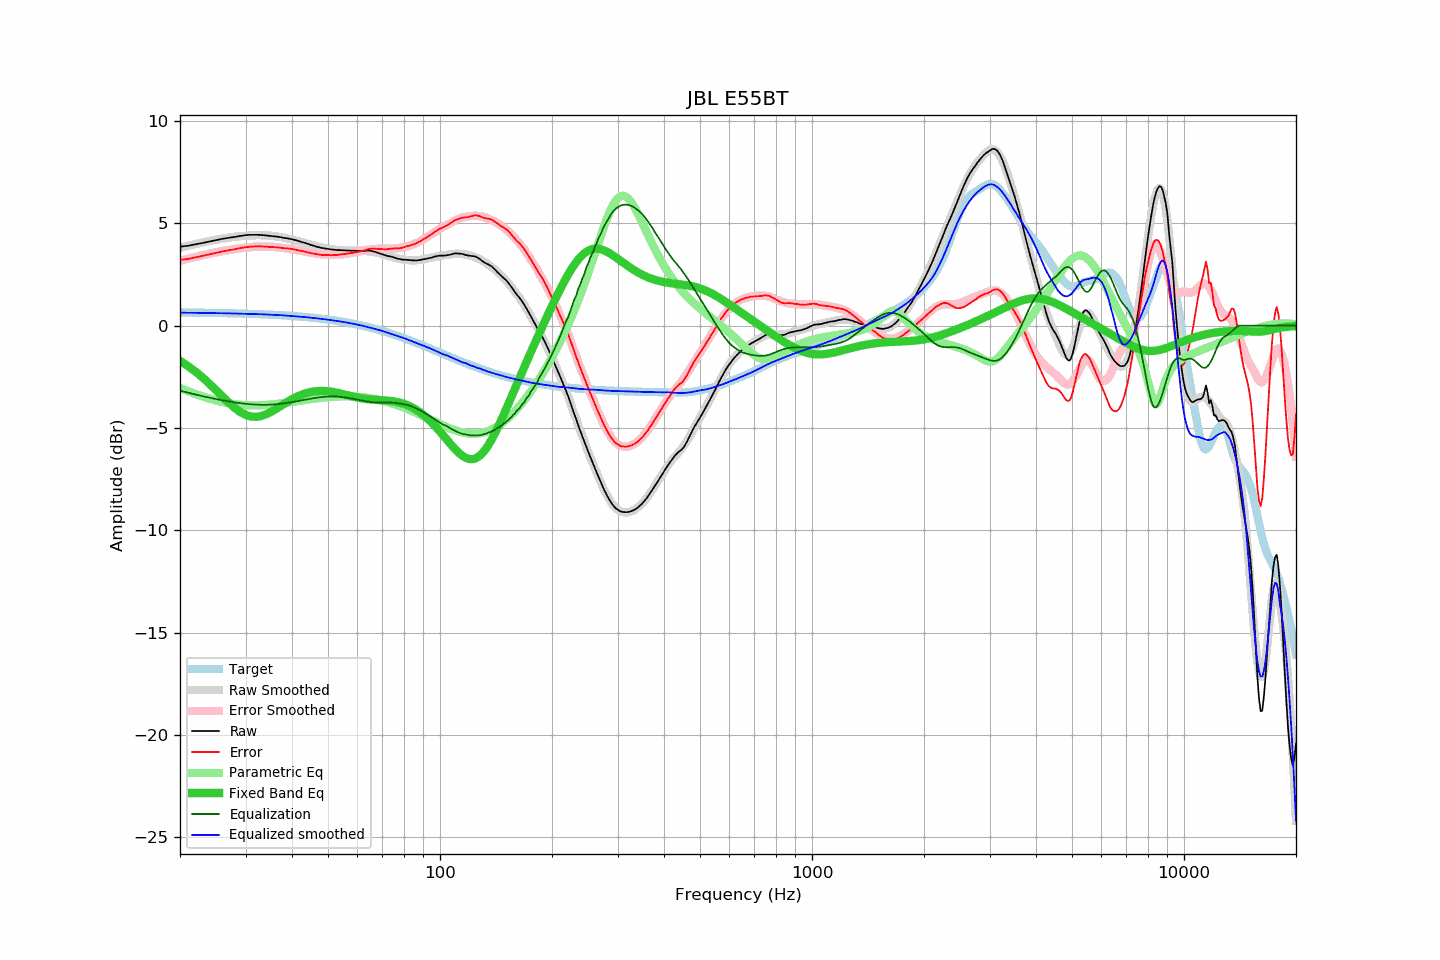 JBL E55BT
10
5
0
−5
−10
−15
−20
−25
Amplitude (dBr)
Target
Raw Smoothed
Error Smoothed
Raw
Error
Parametric Eq
Fixed Band Eq
Equalization
Equalized smoothed
100
1000
10000
Frequency (Hz)